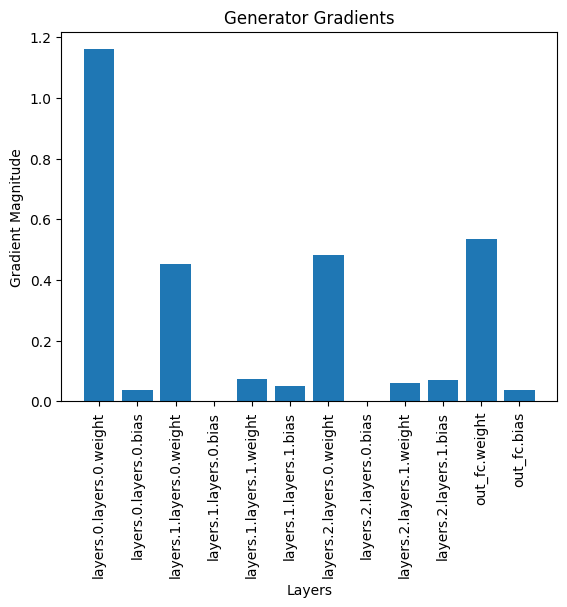 Generator Gradients
Gradient Magnitude
1.2
1.0
0.8
0.6
0.4
0.2
0.0
layers.0.layers.0.weight
layers.0.layers.0.bias
layers.1.layers.0.weight
layers.1.layers.0.bias
layers.1.layers.1.weight
layers.1.layers.1.bias
layers.2.layers.0.weight
layers.2.layers.0.bias
layers.2.layers.1.weight
layers.2.layers.1.bias
out_fc.weight
out_fc.bias
Layers